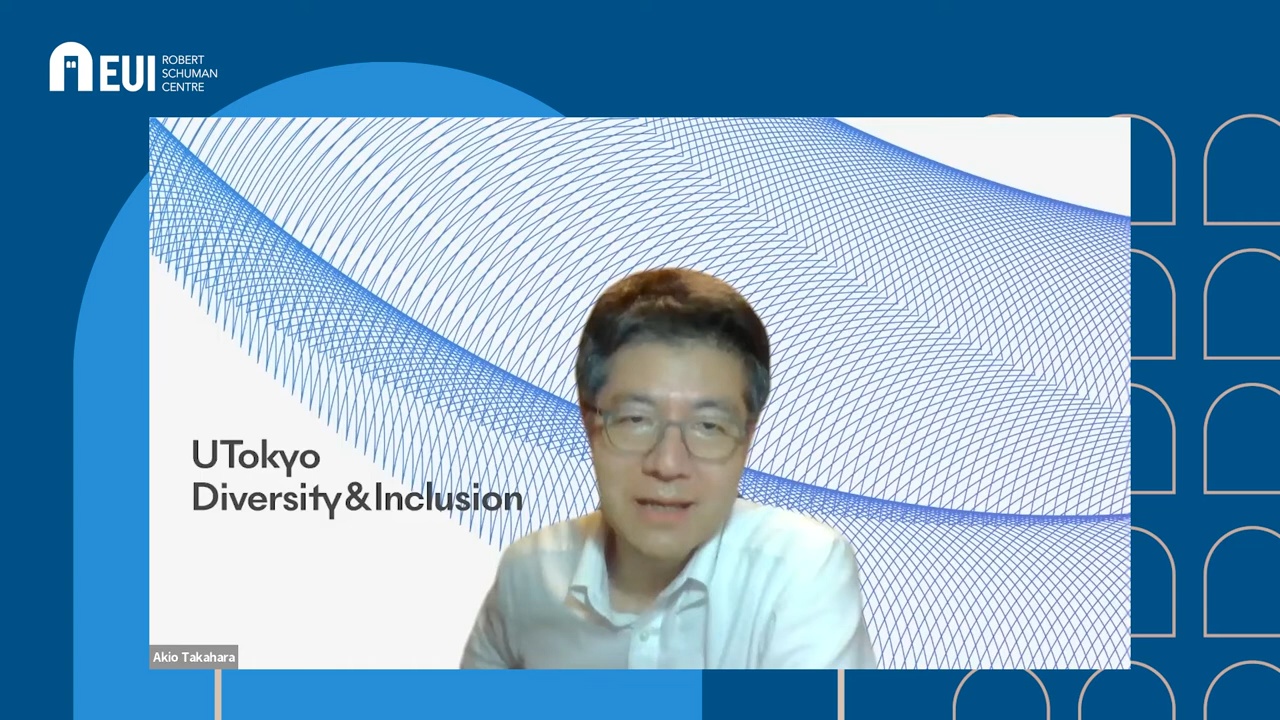 EUI
ROBERT
SCHUMAN
CENTRE
UTokyo
Diversity&Inclusion
Akio Takahara